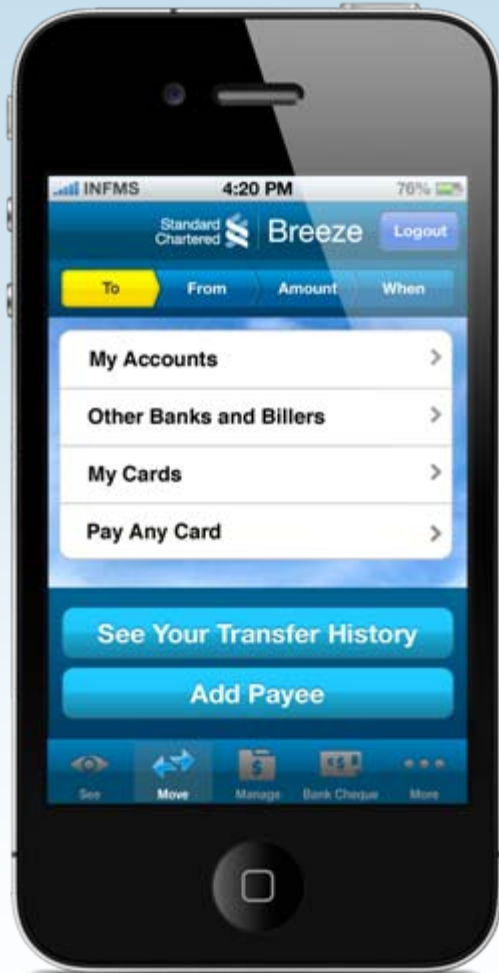 INFMS 4:20 PM 76%
Standard Chartered Breeze Logout
To From Amount When
My Accounts
Other Banks and Billers
My Cards
Pay Any Card
See Your Transfer History
Add Payee
See Move Manage Bank Cheque More